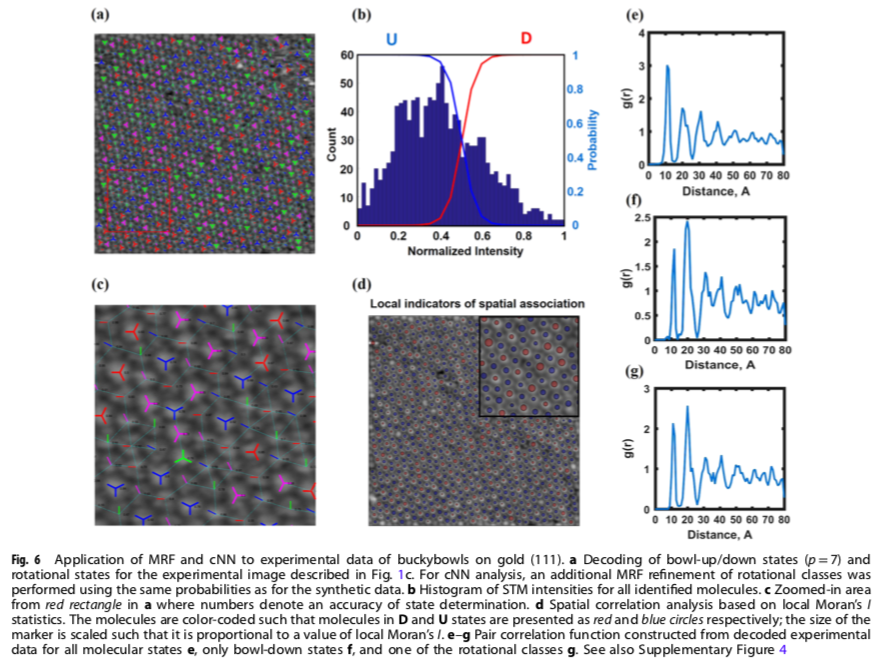 (a)
(b)
U
D
60
50
40
30
20
10
0
Count
1
0.8
0.6
0.4
0.2
0
Probability
0 0.2 0.4 0.6 0.8 1
Normalized Intensity
(c)
(d)
Local indicators of spatial association
(e)
4
3
2
1
0
g(r)
0 10 20 30 40 50 60 70 80
Distance, A
(f)
2.5
2
1.5
1
0.5
0
g(r)
0 10 20 30 40 50 60 70 80
Distance, A
(g)
3
2
1
0
g(r)
0 10 20 30 40 50 60 70 80
Distance, A
Fig. 6 Application of MRF and cNN to experimental data of buckybowls on gold (111). a Decoding of bowl-up/down states (p = 7) and
rotational states for the experimental image described in Fig. 1c. For cNN analysis, an additional MRF refinement of rotational classes was
performed using the same probabilities as for the synthetic data. b Histogram of STM intensities for all identified molecules. c Zoomed-in area
from red rectangle in a where numbers denote an accuracy of state determination. d Spatial correlation analysis based on local Moran's I
statistics. The molecules are color-coded such that molecules in D and U states are presented as red and blue circles respectively; the size of the
marker is scaled such that it is proportional to a value of local Moran's I. e–g Pair correlation function constructed from decoded experimental
data for all molecular states e, only bowl-down states f, and one of the rotational classes g. See also Supplementary Figure 4